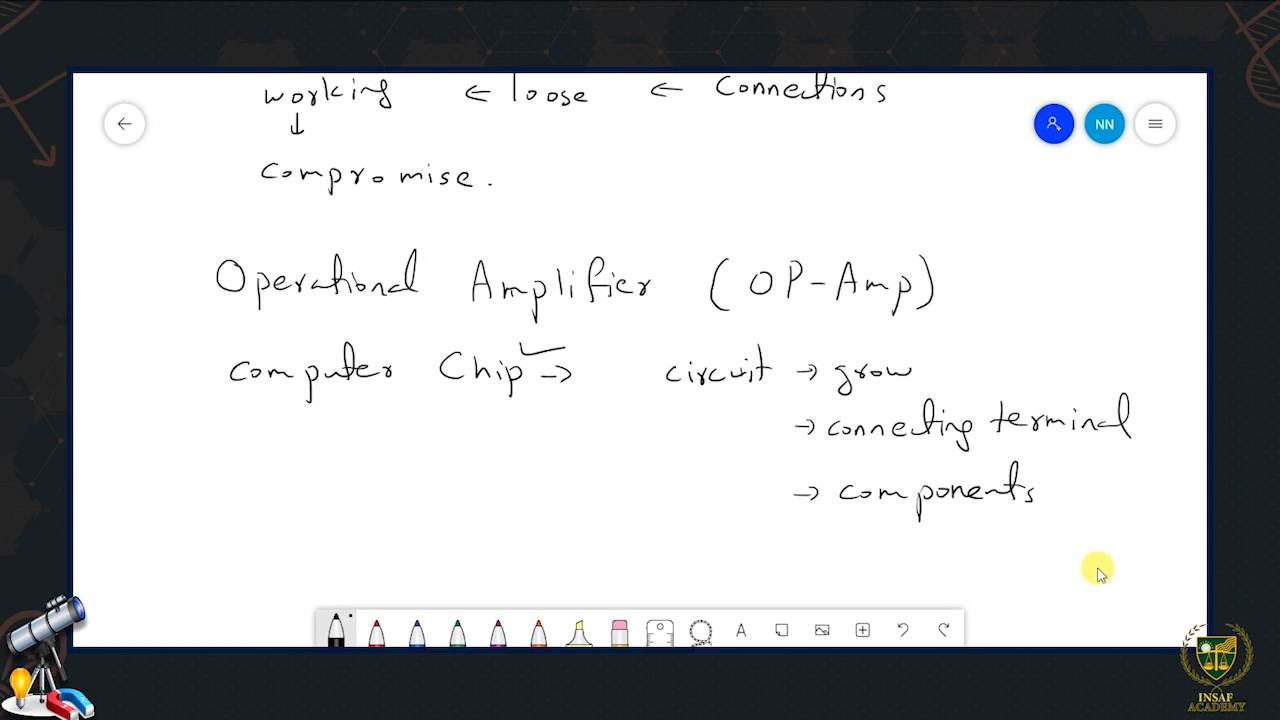 working ← loose ← Connections
↓
compromise.
NN
Operational Amplifier (OP-Amp)
computer Chip → circuit → grow
→ connecting terminal
→ components
A
INSAF
ACADEMY